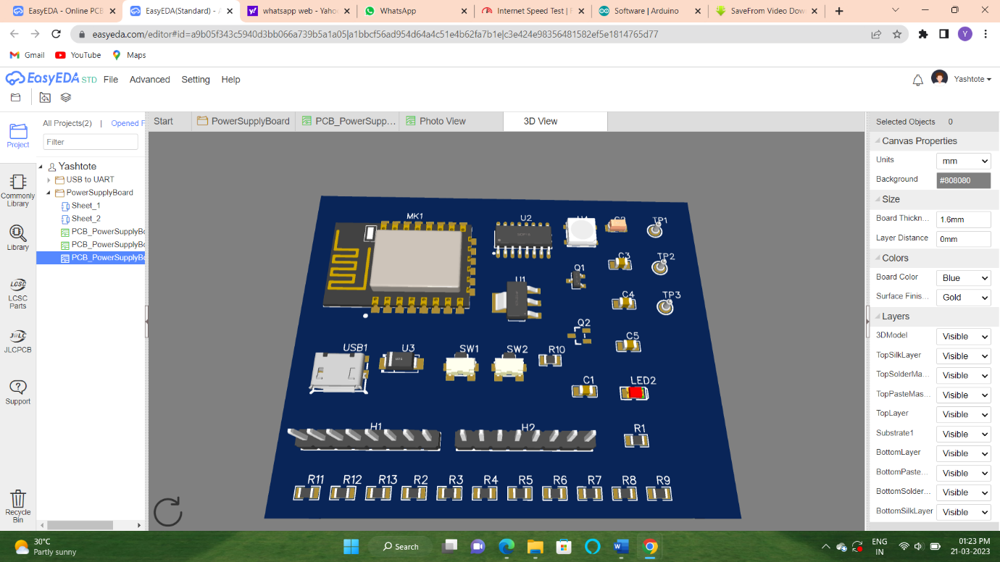 EasyEDA - Online PCB
EasyEDA(Standard) - A
whatsapp web - Yaho
WhatsApp
Internet Speed Test |
Software | Arduino
SaveFrom Video Dow
easyeda.com/editor#id=a9b05f343c5940d3bb066a739b5a1a05|a1bbcf56ad954d64a4c51e4b62fa7b1e|c3e424e98356481582ef5e1814765d77
Y
Gmail YouTube Maps
EasyEDA STD File Advanced Setting Help
Yashtote
Project
Commonly
Library
Library
LCSC
LCSC
Parts
JLCPCB
Support
Recycle
Bin
All Projects(2) | Opened P
Filter
Yashtote
USB to UART
PowerSupplyBoard
Sheet_1
Sheet_2
PCB_PowerSupplyBo
PCB_PowerSupplyBo
PCB_PowerSupplyBo
Start PowerSupplyBoard PCB_PowerSupp... Photo View 3D View
MK1 U2 TP1
C3 TP2
Q1
U1
C4 TP3
Q2
C5
USB1 U3 SW1 SW2 R10
C1 LED2
H1 H2 R1
R11 R12 R13 R2 R3 R4 R5 R6 R7 R8 R9
Selected Objects 0
Canvas Properties
Units mm
Background #808080
Size
Board Thickn... 1.6mm
Layer Distance 0mm
Colors
Board Color Blue
Surface Finis... Gold
Layers
3DModel Visible
TopSilkLayer Visible
TopSolderMa... Visible
TopPasteMas... Visible
TopLayer Visible
Substrate1 Visible
BottomLayer Visible
BottomPaste... Visible
BottomSolder... Visible
BottomSilkLayer Visible
30°C
Partly sunny
Search
ENG
IN
01:23 PM
21-03-2023